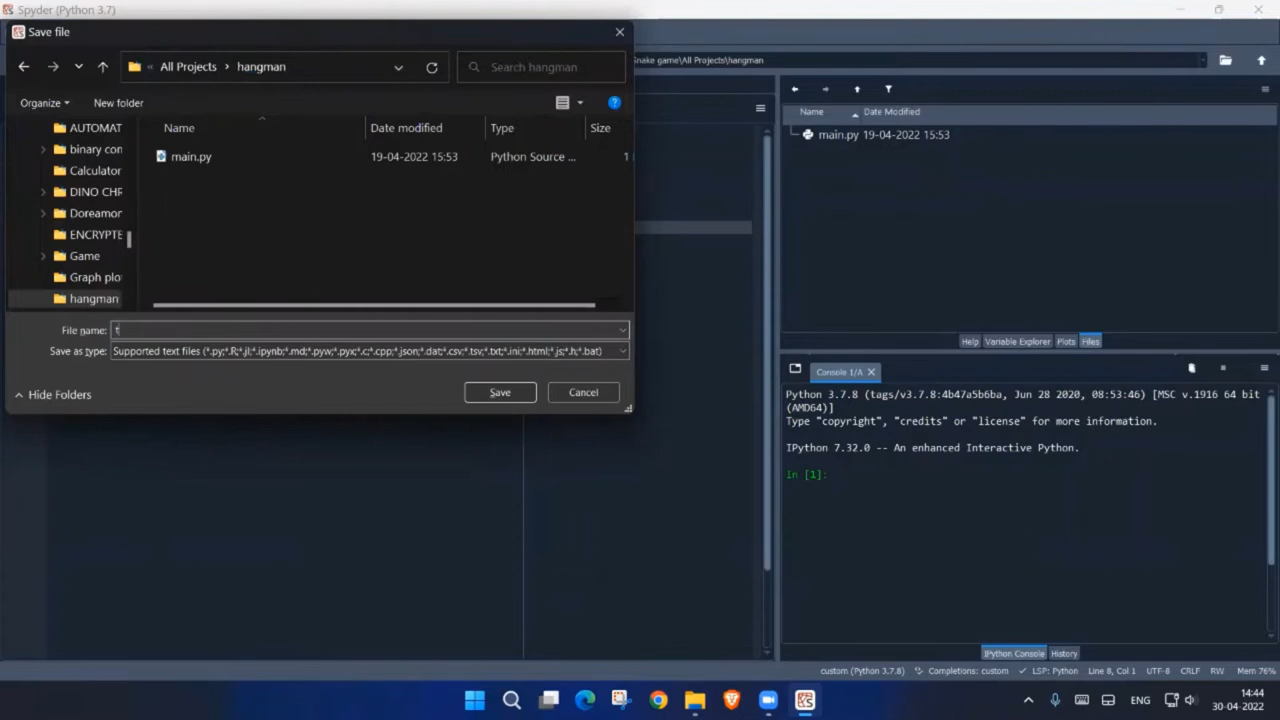 Spyder (Python 3.7)
Save file
« All Projects › hangman
Search hangman
Snake game\All Projects\hangman
Organize
New folder
Name
Date modified
Type
Size
AUTOMAT
binary con
Calculator
DINO CHR
Doreamon
ENCRYPTE
Game
Graph plo
hangman
main.py
19-04-2022 15:53
Python Source ...
1
File name: t
Save as type: Supported text files (*.py;*.R;*.jl;*.ipynb;*.md;*.pyw;*.pyx;*.c;*.cpp;*.json;*.dat;*.csv;*.tsv;*.txt;*.ini;*.html;*.js;*.h;*.bat)
Hide Folders
Save
Cancel
Name
Date Modified
main.py 19-04-2022 15:53
Help
Variable Explorer
Plots
Files
Console 1/A
Python 3.7.8 (tags/v3.7.8:4b47a5b6ba, Jun 28 2020, 08:53:46) [MSC v.1916 64 bit
(AMD64)]
Type "copyright", "credits" or "license" for more information.
IPython 7.32.0 -- An enhanced Interactive Python.
In [1]:
IPython Console
History
custom (Python 3.7.8)
Completions: custom
LSP: Python
Line 8, Col 1
UTF-8
CRLF
RW
Mem 76%
ENG
14:44
30-04-2022